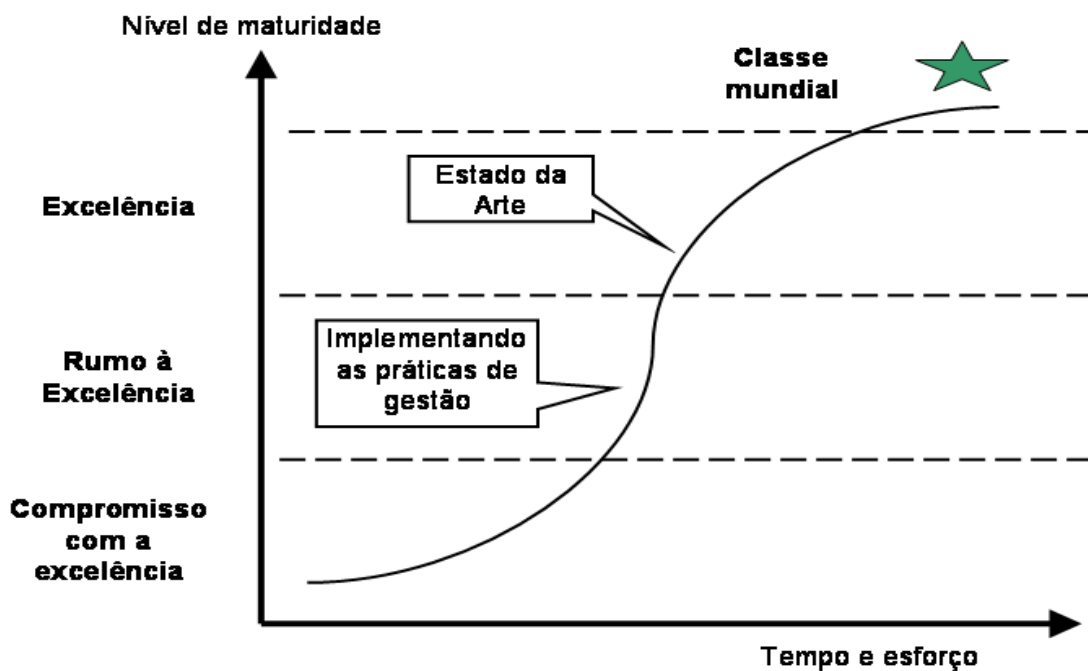 Nível de maturidade
Classe
mundial
Estado da
Arte
Excelência
Implementando
as práticas de
gestão
Rumo à
Excelência
Compromisso
com a
excelência
Tempo e esforço